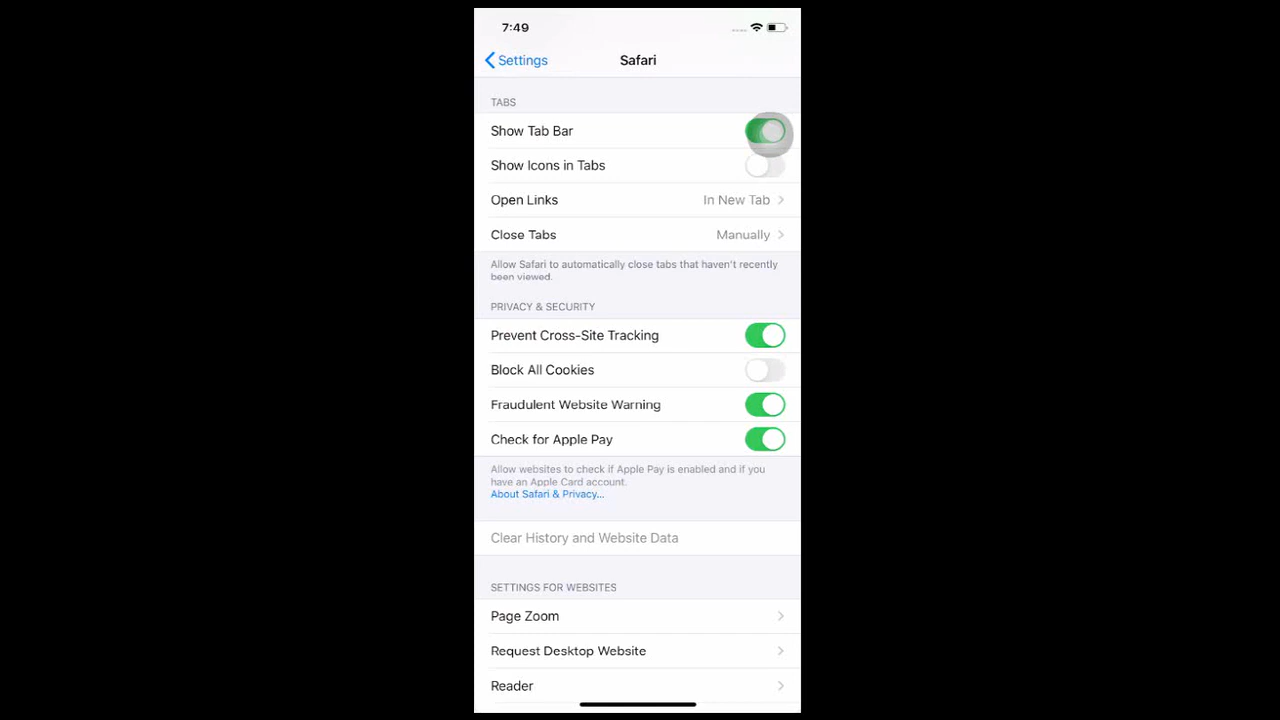 7:49
Settings
Safari
TABS
Show Tab Bar
Show Icons in Tabs
Open Links In New Tab
Close Tabs Manually
Allow Safari to automatically close tabs that haven't recently
been viewed.
PRIVACY & SECURITY
Prevent Cross-Site Tracking
Block All Cookies
Fraudulent Website Warning
Check for Apple Pay
Allow websites to check if Apple Pay is enabled and if you
have an Apple Card account.
About Safari & Privacy...
Clear History and Website Data
SETTINGS FOR WEBSITES
Page Zoom
Request Desktop Website
Reader